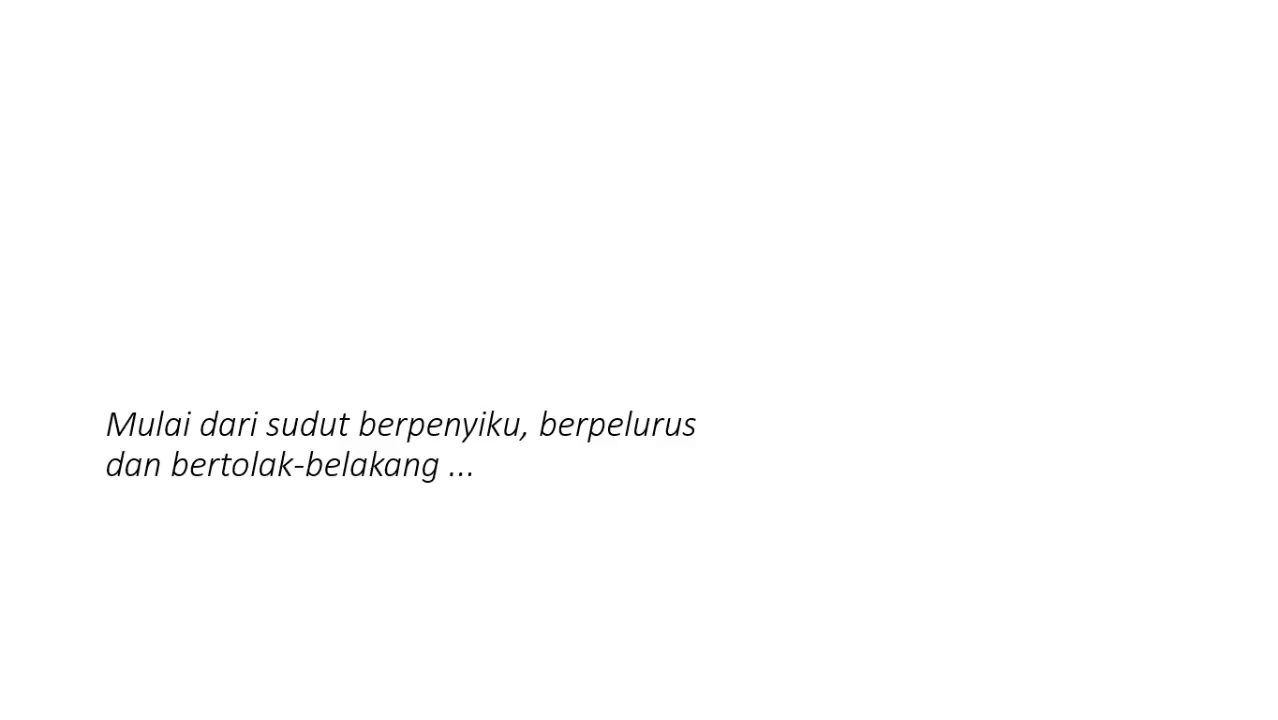 Mulai dari sudut berpenyiku, berpelurus
dan bertolak-belakang ...